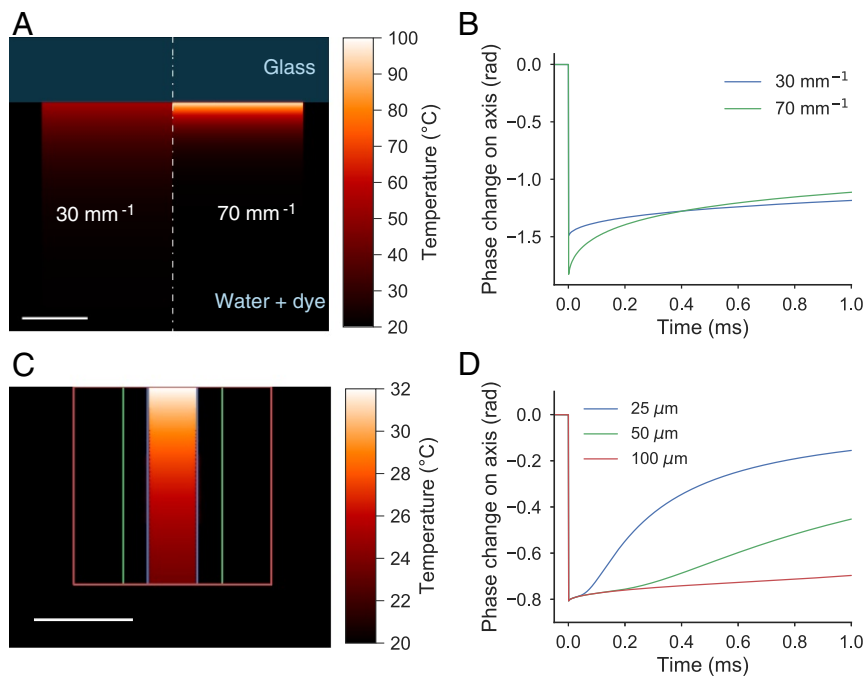 A
Glass
30 mm-1
70 mm-1
Water + dye
100
90
80
70
60
50
40
30
20
Temperature (°C)
B
Phase change on axis (rad)
0.0
−0.5
−1.0
−1.5
30 mm−1
70 mm−1
0.0 0.2 0.4 0.6 0.8 1.0
Time (ms)
C
32
30
28
26
24
22
20
Temperature (°C)
D
Phase change on axis (rad)
0.0
−0.2
−0.4
−0.6
−0.8
25 μm
50 μm
100 μm
0.0 0.2 0.4 0.6 0.8 1.0
Time (ms)